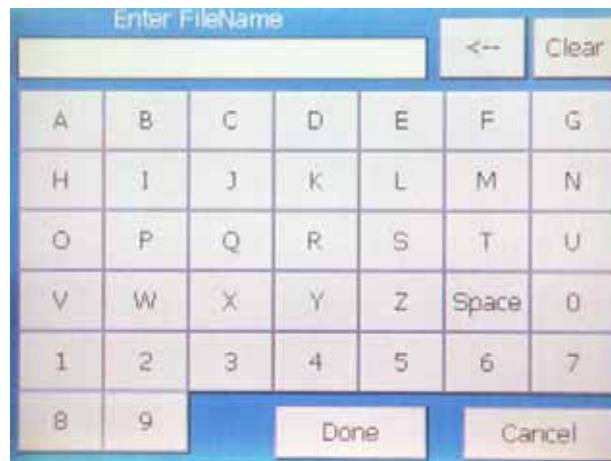 Enter FileName
<-- Clear
A B C D E F G
H I J K L M N
O P Q R S T U
V W X Y Z Space 0
1 2 3 4 5 6 7
8 9 Done Cancel